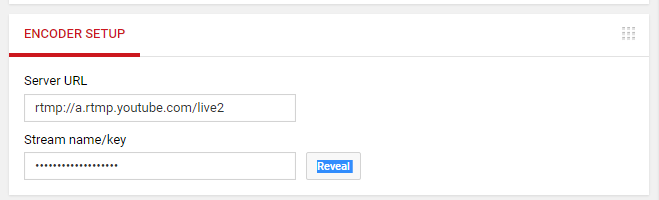 ENCODER SETUP
Server URL
rtmp://a.rtmp.youtube.com/live2
Stream name/key
•••••••••••••••••••
Reveal